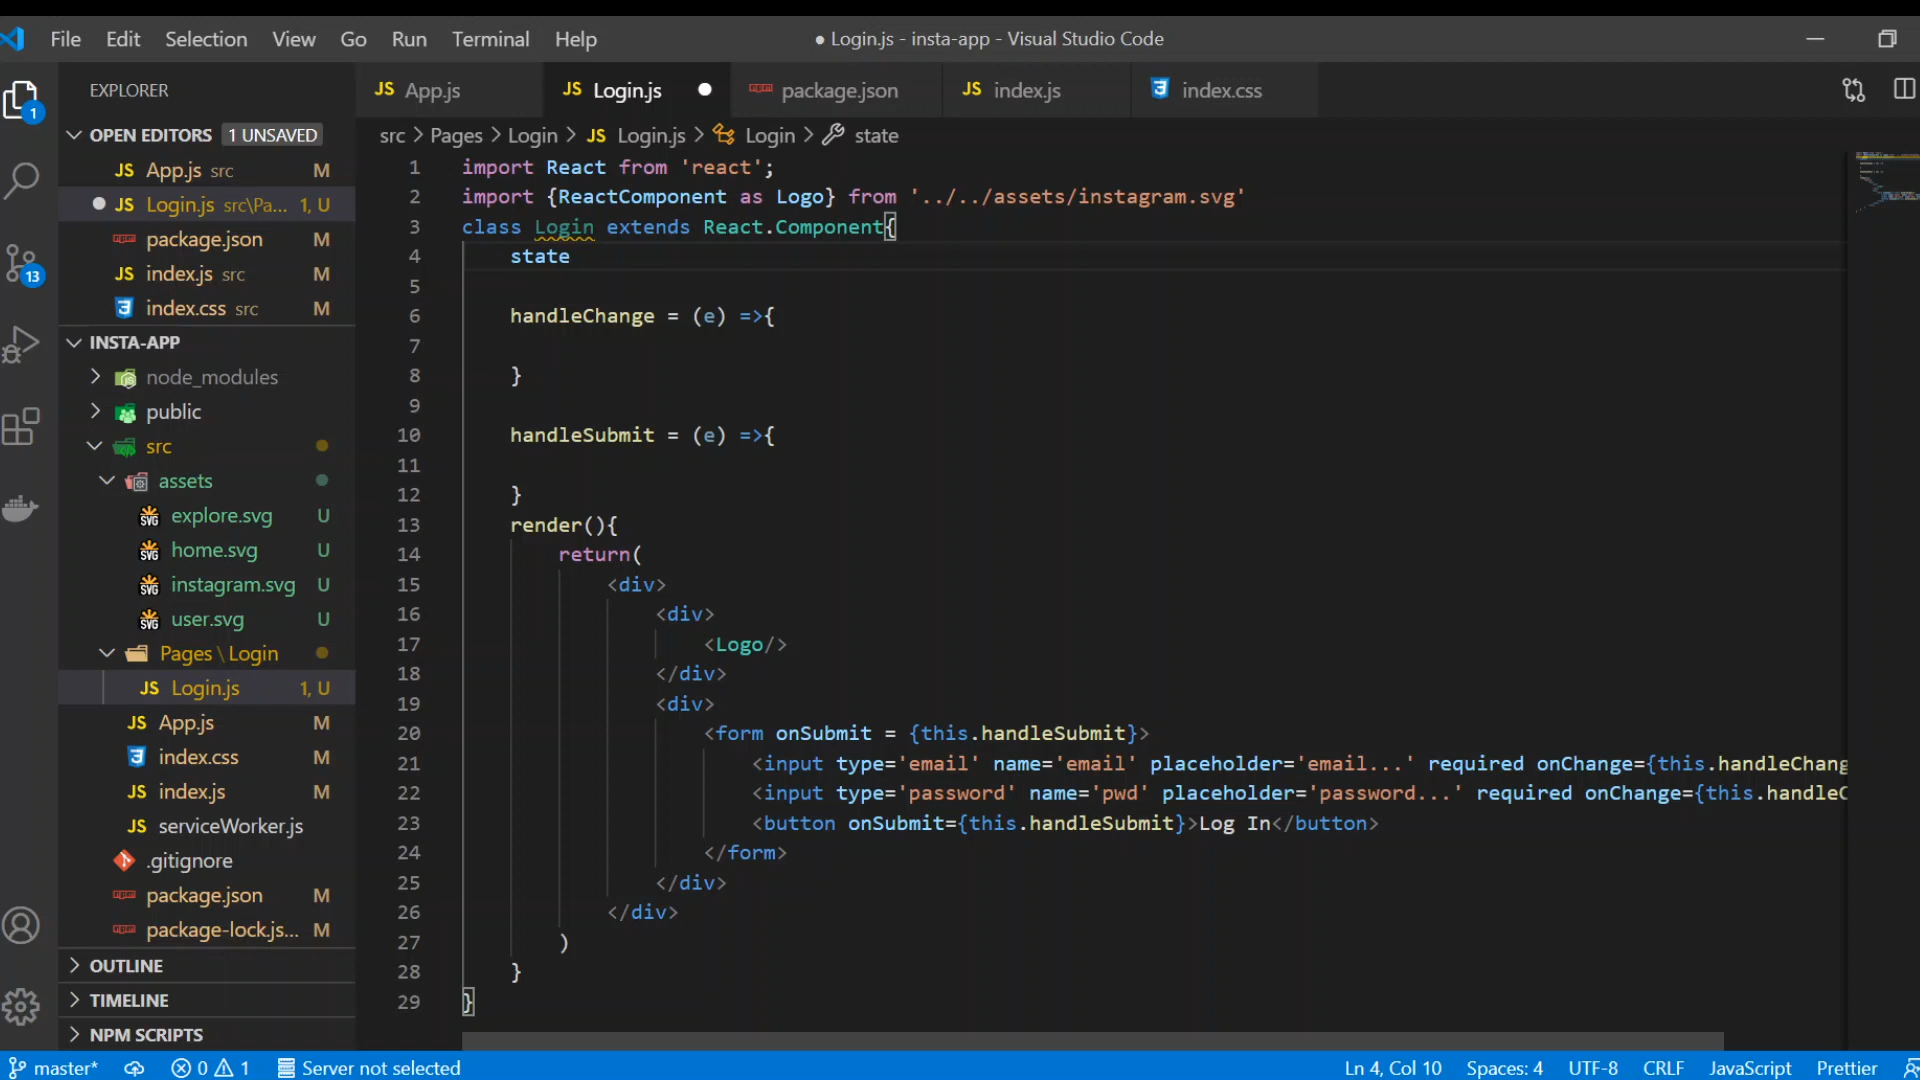 File Edit Selection View Go Run Terminal Help
● Login.js - insta-app - Visual Studio Code
EXPLORER
OPEN EDITORS 1 UNSAVED
JS App.js src M
● JS Login.js src\Pa... 1, U
package.json M
JS index.js src M
index.css src M
INSTA-APP
node_modules
public
src
assets
explore.svg U
home.svg U
instagram.svg U
user.svg U
Pages \ Login
JS Login.js 1, U
JS App.js M
index.css M
JS index.js M
JS serviceWorker.js
.gitignore
package.json M
package-lock.js... M
OUTLINE
TIMELINE
NPM SCRIPTS
1
13
JS App.js JS Login.js ● package.json JS index.js index.css
src > Pages > Login > JS Login.js > Login > state
1 import React from 'react';
2 import {ReactComponent as Logo} from '../../assets/instagram.svg'
3 class Login extends React.Component{
4 state
5
6 handleChange = (e) =>{
7
8 }
9
10 handleSubmit = (e) =>{
11
12 }
13 render(){
14 return(
15 <div>
16 <div>
17 <Logo/>
18 </div>
19 <div>
20 <form onSubmit = {this.handleSubmit}>
21 <input type='email' name='email' placeholder='email...' required onChange={this.handleChang
22 <input type='password' name='pwd' placeholder='password...' required onChange={this.handleC
23 <button onSubmit={this.handleSubmit}>Log In</button>
24 </form>
25 </div>
26 </div>
27 )
28 }
29 }
master* 0 1 Server not selected Ln 4, Col 10 Spaces: 4 UTF-8 CRLF JavaScript Prettier